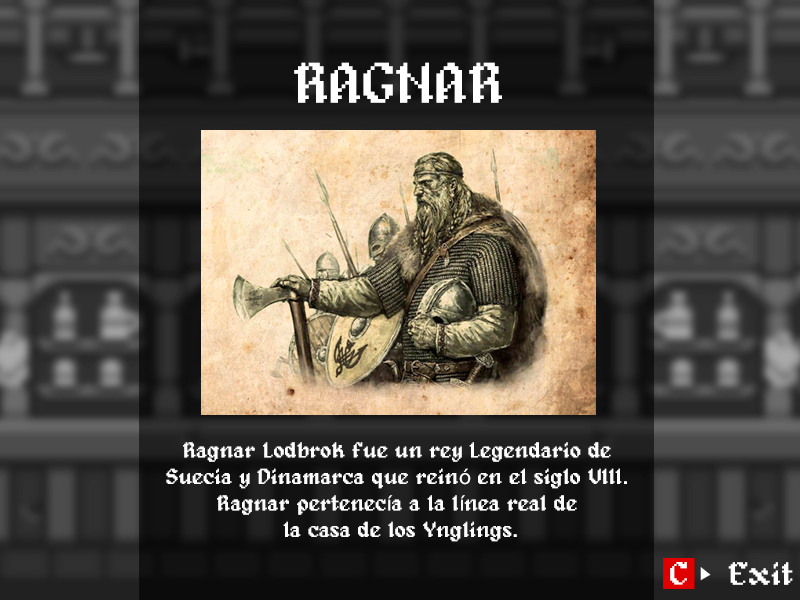 RAGNAR
Ragnar Lodbrok fue un rey Legendario de
Suecia y Dinamarca que reinó en el siglo VIII.
Ragnar pertenecía a la línea real de
la casa de los Ynglings.
C Exit